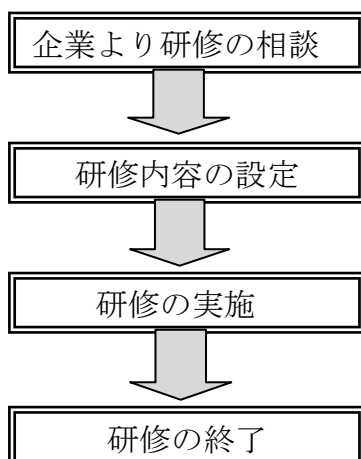 企業より研修の相談
研修内容の設定
研修の実施
研修の終了